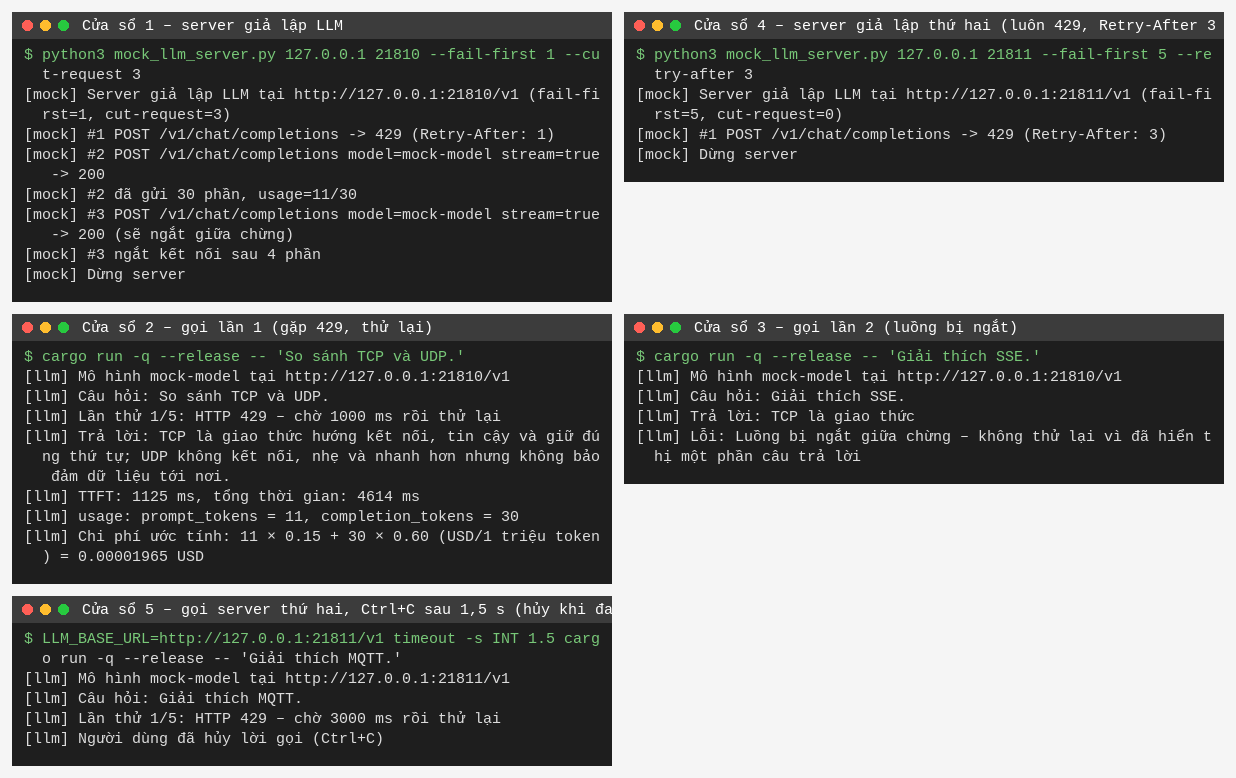 Cửa sổ 1 – server giả lập LLM
$ python3 mock_llm_server.py 127.0.0.1 21810 --fail-first 1 --cu
t-request 3
[mock] Server giả lập LLM tại http://127.0.0.1:21810/v1 (fail-fi
rst=1, cut-request=3)
[mock] #1 POST /v1/chat/completions -> 429 (Retry-After: 1)
[mock] #2 POST /v1/chat/completions model=mock-model stream=true
-> 200
[mock] #2 đã gửi 30 phần, usage=11/30
[mock] #3 POST /v1/chat/completions model=mock-model stream=true
-> 200 (sẽ ngắt giữa chừng)
[mock] #3 ngắt kết nối sau 4 phần
[mock] Dừng server
Cửa sổ 4 – server giả lập thứ hai (luôn 429, Retry-After 3
$ python3 mock_llm_server.py 127.0.0.1 21811 --fail-first 5 --re
try-after 3
[mock] Server giả lập LLM tại http://127.0.0.1:21811/v1 (fail-fi
rst=5, cut-request=0)
[mock] #1 POST /v1/chat/completions -> 429 (Retry-After: 3)
[mock] Dừng server
Cửa sổ 2 – gọi lần 1 (gặp 429, thử lại)
$ cargo run -q --release -- 'So sánh TCP và UDP.'
[llm] Mô hình mock-model tại http://127.0.0.1:21810/v1
[llm] Câu hỏi: So sánh TCP và UDP.
[llm] Lần thử 1/5: HTTP 429 – chờ 1000 ms rồi thử lại
[llm] Trả lời: TCP là giao thức hướng kết nối, tin cậy và giữ đú
ng thứ tự; UDP không kết nối, nhẹ và nhanh hơn nhưng không bảo
đảm dữ liệu tới nơi.
[llm] TTFT: 1125 ms, tổng thời gian: 4614 ms
[llm] usage: prompt_tokens = 11, completion_tokens = 30
[llm] Chi phí ước tính: 11 × 0.15 + 30 × 0.60 (USD/1 triệu token
) = 0.00001965 USD
Cửa sổ 3 – gọi lần 2 (luồng bị ngắt)
$ cargo run -q --release -- 'Giải thích SSE.'
[llm] Mô hình mock-model tại http://127.0.0.1:21810/v1
[llm] Câu hỏi: Giải thích SSE.
[llm] Trả lời: TCP là giao thức
[llm] Lỗi: Luồng bị ngắt giữa chừng – không thử lại vì đã hiển t
hị một phần câu trả lời
Cửa sổ 5 – gọi server thứ hai, Ctrl+C sau 1,5 s (hủy khi đa
$ LLM_BASE_URL=http://127.0.0.1:21811/v1 timeout -s INT 1.5 carg
o run -q --release -- 'Giải thích MQTT.'
[llm] Mô hình mock-model tại http://127.0.0.1:21811/v1
[llm] Câu hỏi: Giải thích MQTT.
[llm] Lần thử 1/5: HTTP 429 – chờ 3000 ms rồi thử lại
[llm] Người dùng đã hủy lời gọi (Ctrl+C)